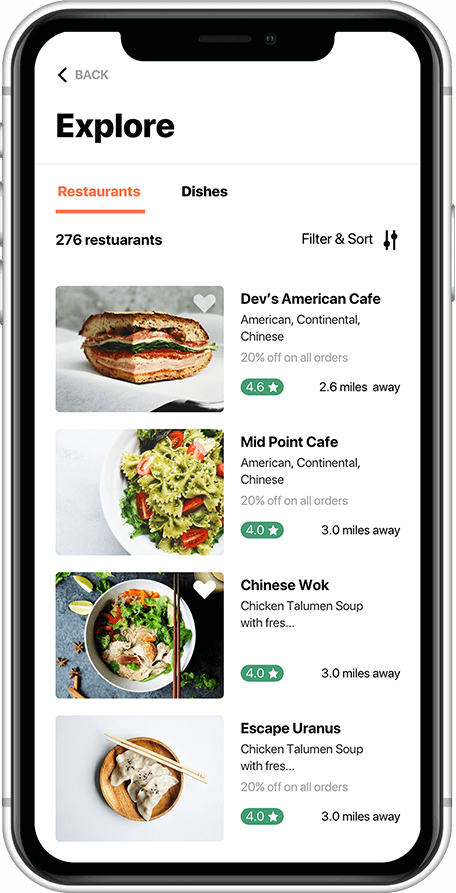 BACK
Explore
Restaurants Dishes
276 restuarants Filter & Sort
Dev's American Cafe
American, Continental,
Chinese
20% off on all orders
4.6 2.6 miles away
Mid Point Cafe
American, Continental,
Chinese
20% off on all orders
4.0 3.0 miles away
Chinese Wok
Chicken Talumen Soup
with fres...
4.0 3.0 miles away
Escape Uranus
Chicken Talumen Soup
with fres...
20% off on all orders
4.0 3.0 miles away